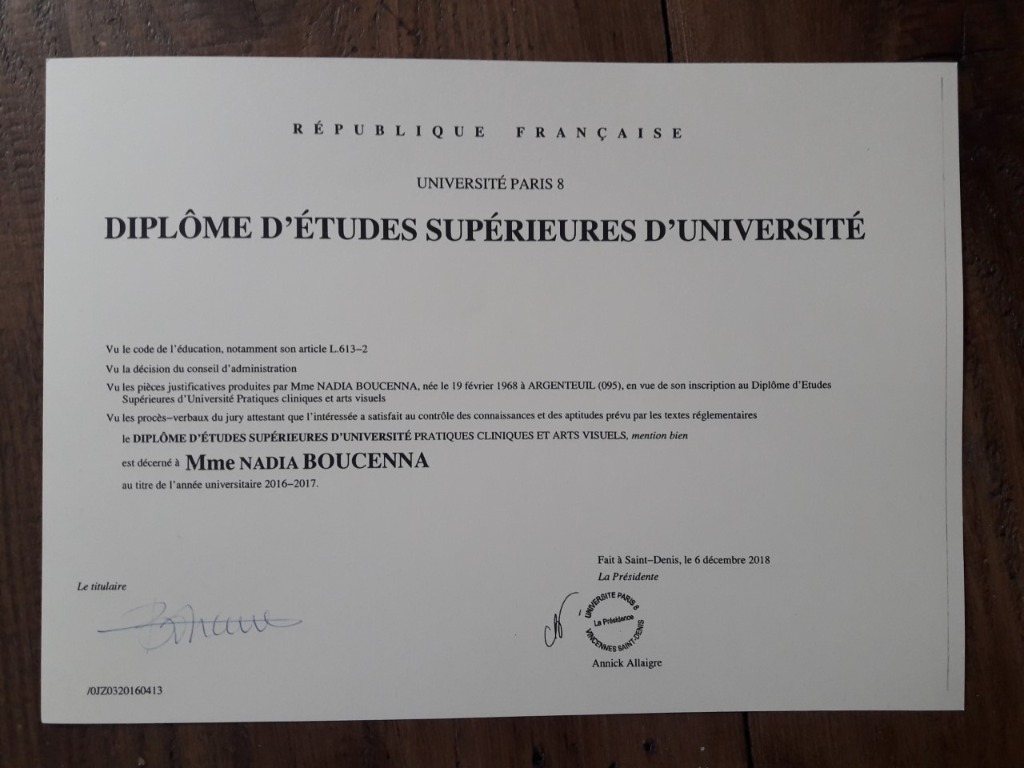 RÉPUBLIQUE FRANÇAISE
UNIVERSITÉ PARIS 8
DIPLÔME D'ÉTUDES SUPÉRIEURES D'UNIVERSITÉ
Vu le code de l'éducation, notamment son article L.613–2
Vu la décision du conseil d'administration
Vu les pièces justificatives produites par Mme NADIA BOUCENNA, née le 19 février 1968 à ARGENTEUIL (095), en vue de son inscription au Diplôme d'Etudes
Supérieures d'Université Pratiques cliniques et arts visuels
Vu les procès–verbaux du jury attestant que l'intéressée a satisfait au contrôle des connaissances et des aptitudes prévu par les textes réglementaires
le DIPLÔME D'ÉTUDES SUPÉRIEURES D'UNIVERSITÉ PRATIQUES CLINIQUES ET ARTS VISUELS, mention bien
est décerné à Mme NADIA BOUCENNA
au titre de l'année universitaire 2016–2017.
Fait à Saint–Denis, le 6 décembre 2018
La Présidente
Le titulaire
UNIVERSITE PARIS 8
La Présidence
VINCENNES SAINT-DENIS
Annick Allaigre
/0JZ0320160413